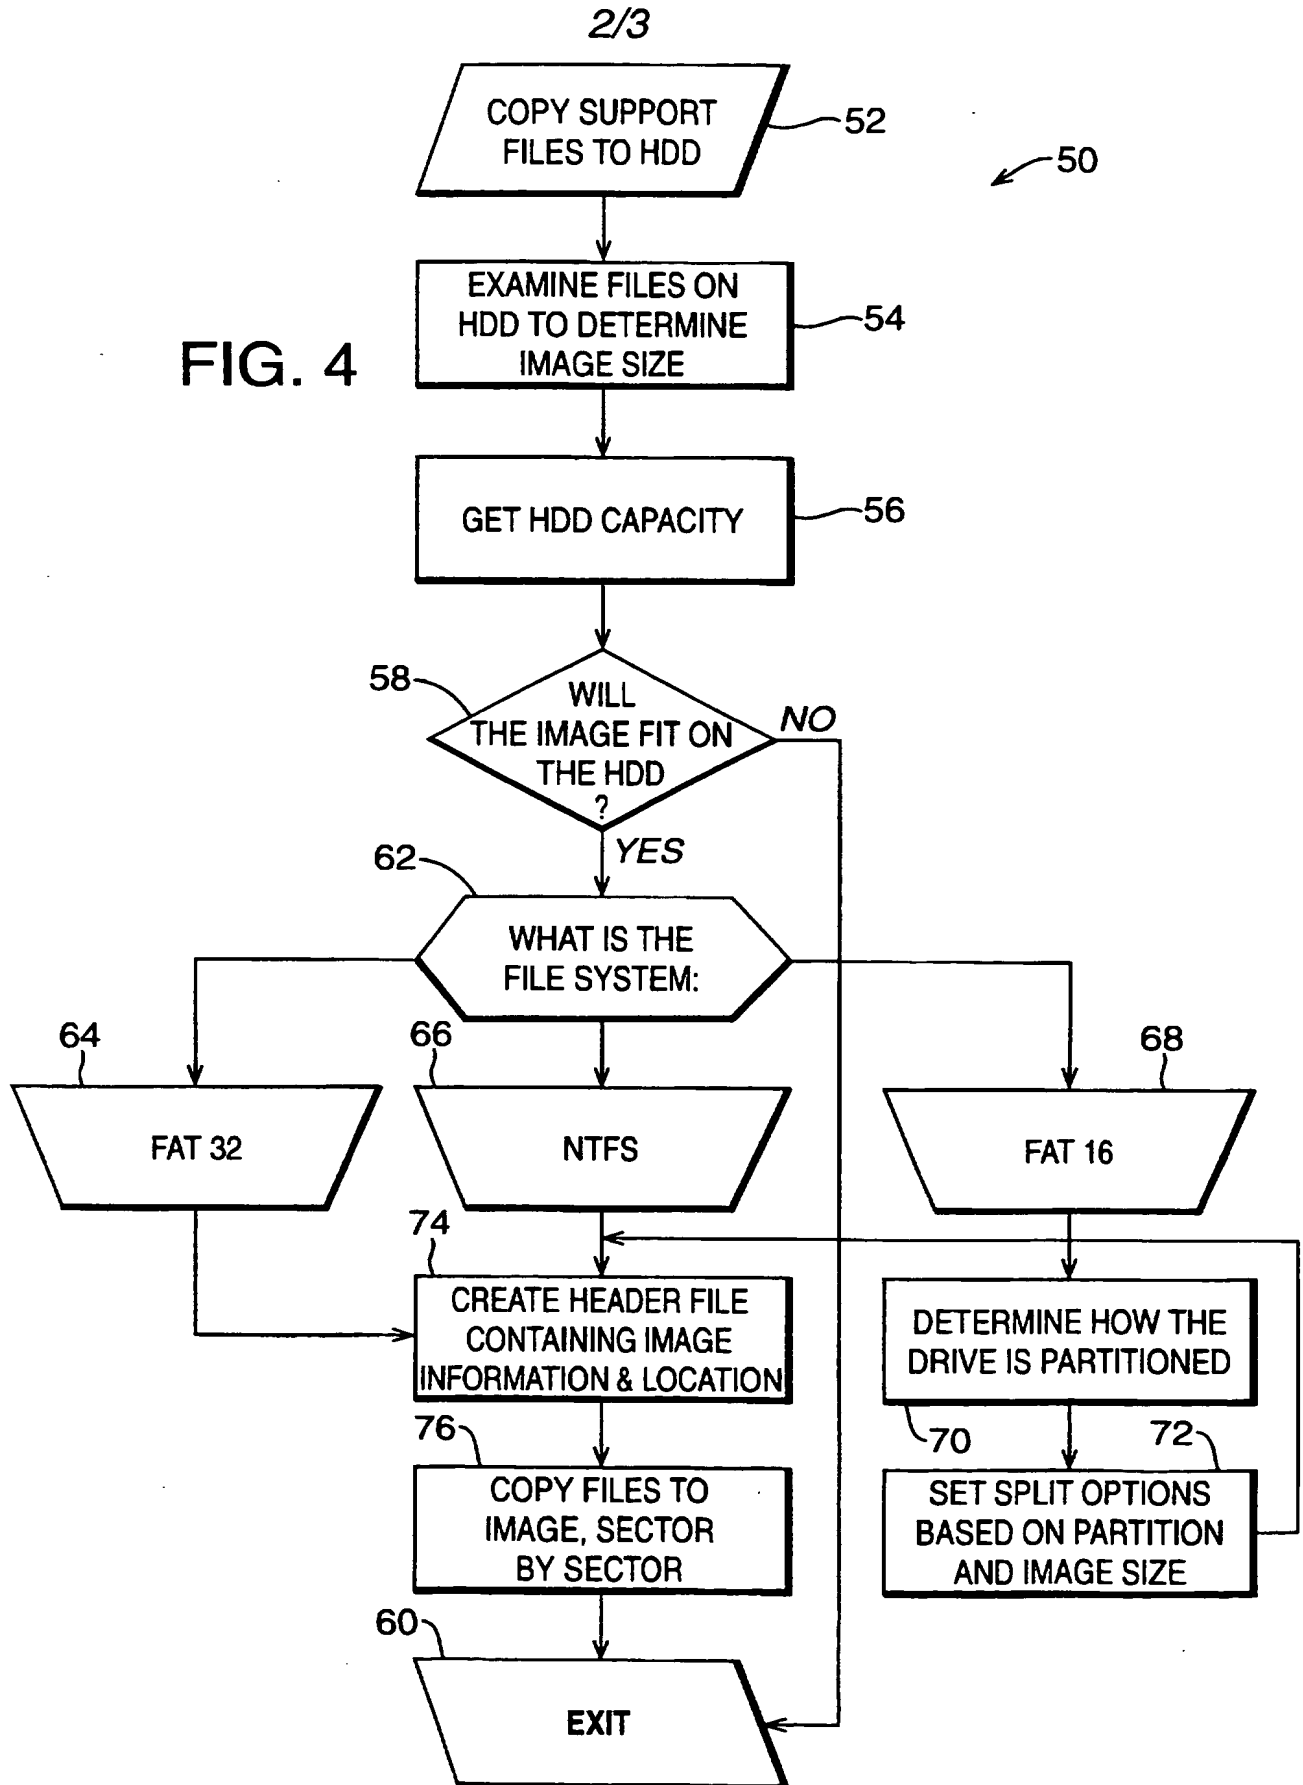 2/3
COPY SUPPORT
FILES TO HDD
52
50
EXAMINE FILES ON
HDD TO DETERMINE
IMAGE SIZE
54
FIG. 4
GET HDD CAPACITY
56
58
WILL
THE IMAGE FIT ON
THE HDD
?
NO
YES
62
WHAT IS THE
FILE SYSTEM:
64
66
68
FAT 32
NTFS
FAT 16
74
CREATE HEADER FILE
CONTAINING IMAGE
INFORMATION & LOCATION
DETERMINE HOW THE
DRIVE IS PARTITIONED
70
72
76
COPY FILES TO
IMAGE, SECTOR
BY SECTOR
SET SPLIT OPTIONS
BASED ON PARTITION
AND IMAGE SIZE
60
EXIT